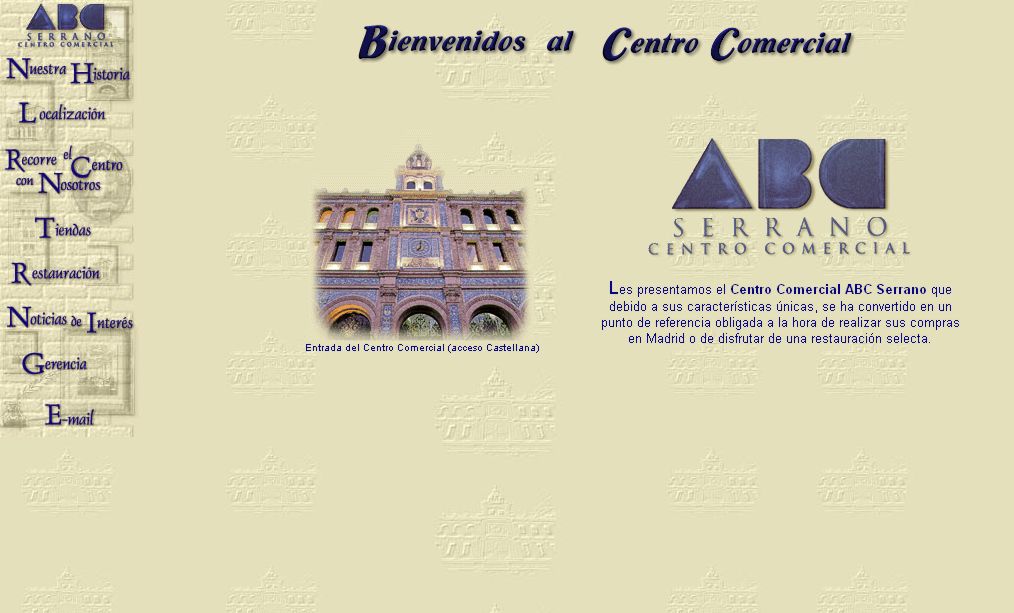 ABC
SERRANO
CENTRO COMERCIAL
Nuestra Historia
Localización
Recorre el Centro
con Nosotros
Tiendas
Restauración
Noticias de Interés
Gerencia
E-mail
Bienvenidos al Centro Comercial
Entrada del Centro Comercial (acceso Castellana)
ABC
SERRANO
CENTRO COMERCIAL
Les presentamos el Centro Comercial ABC Serrano que
debido a sus características únicas, se ha convertido en un
punto de referencia obligada a la hora de realizar sus compras
en Madrid o de disfrutar de una restauración selecta.